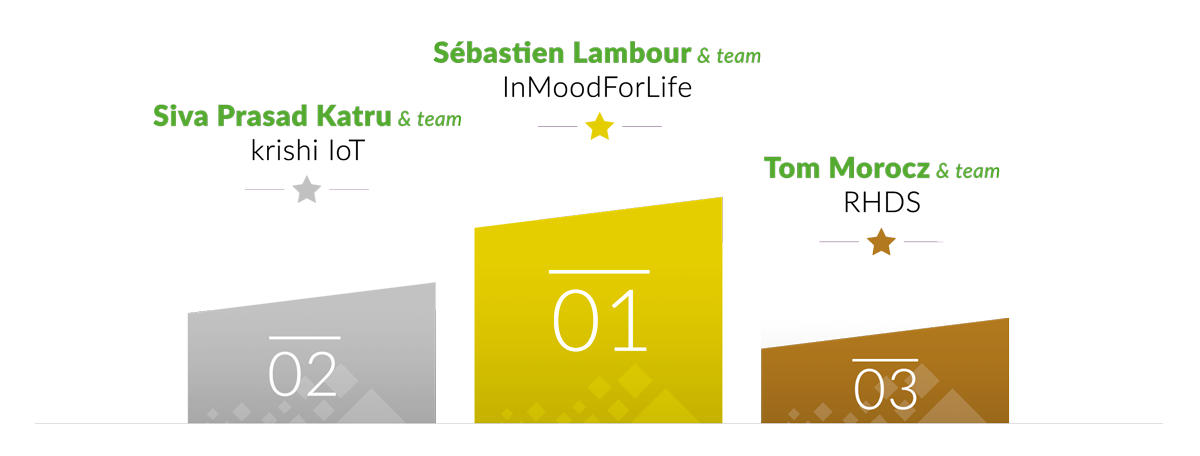 Sébastien Lambour & team
InMoodForLife
Siva Prasad Katru & team
krishi IoT
Tom Morocz & team
RHDS
01
02
03